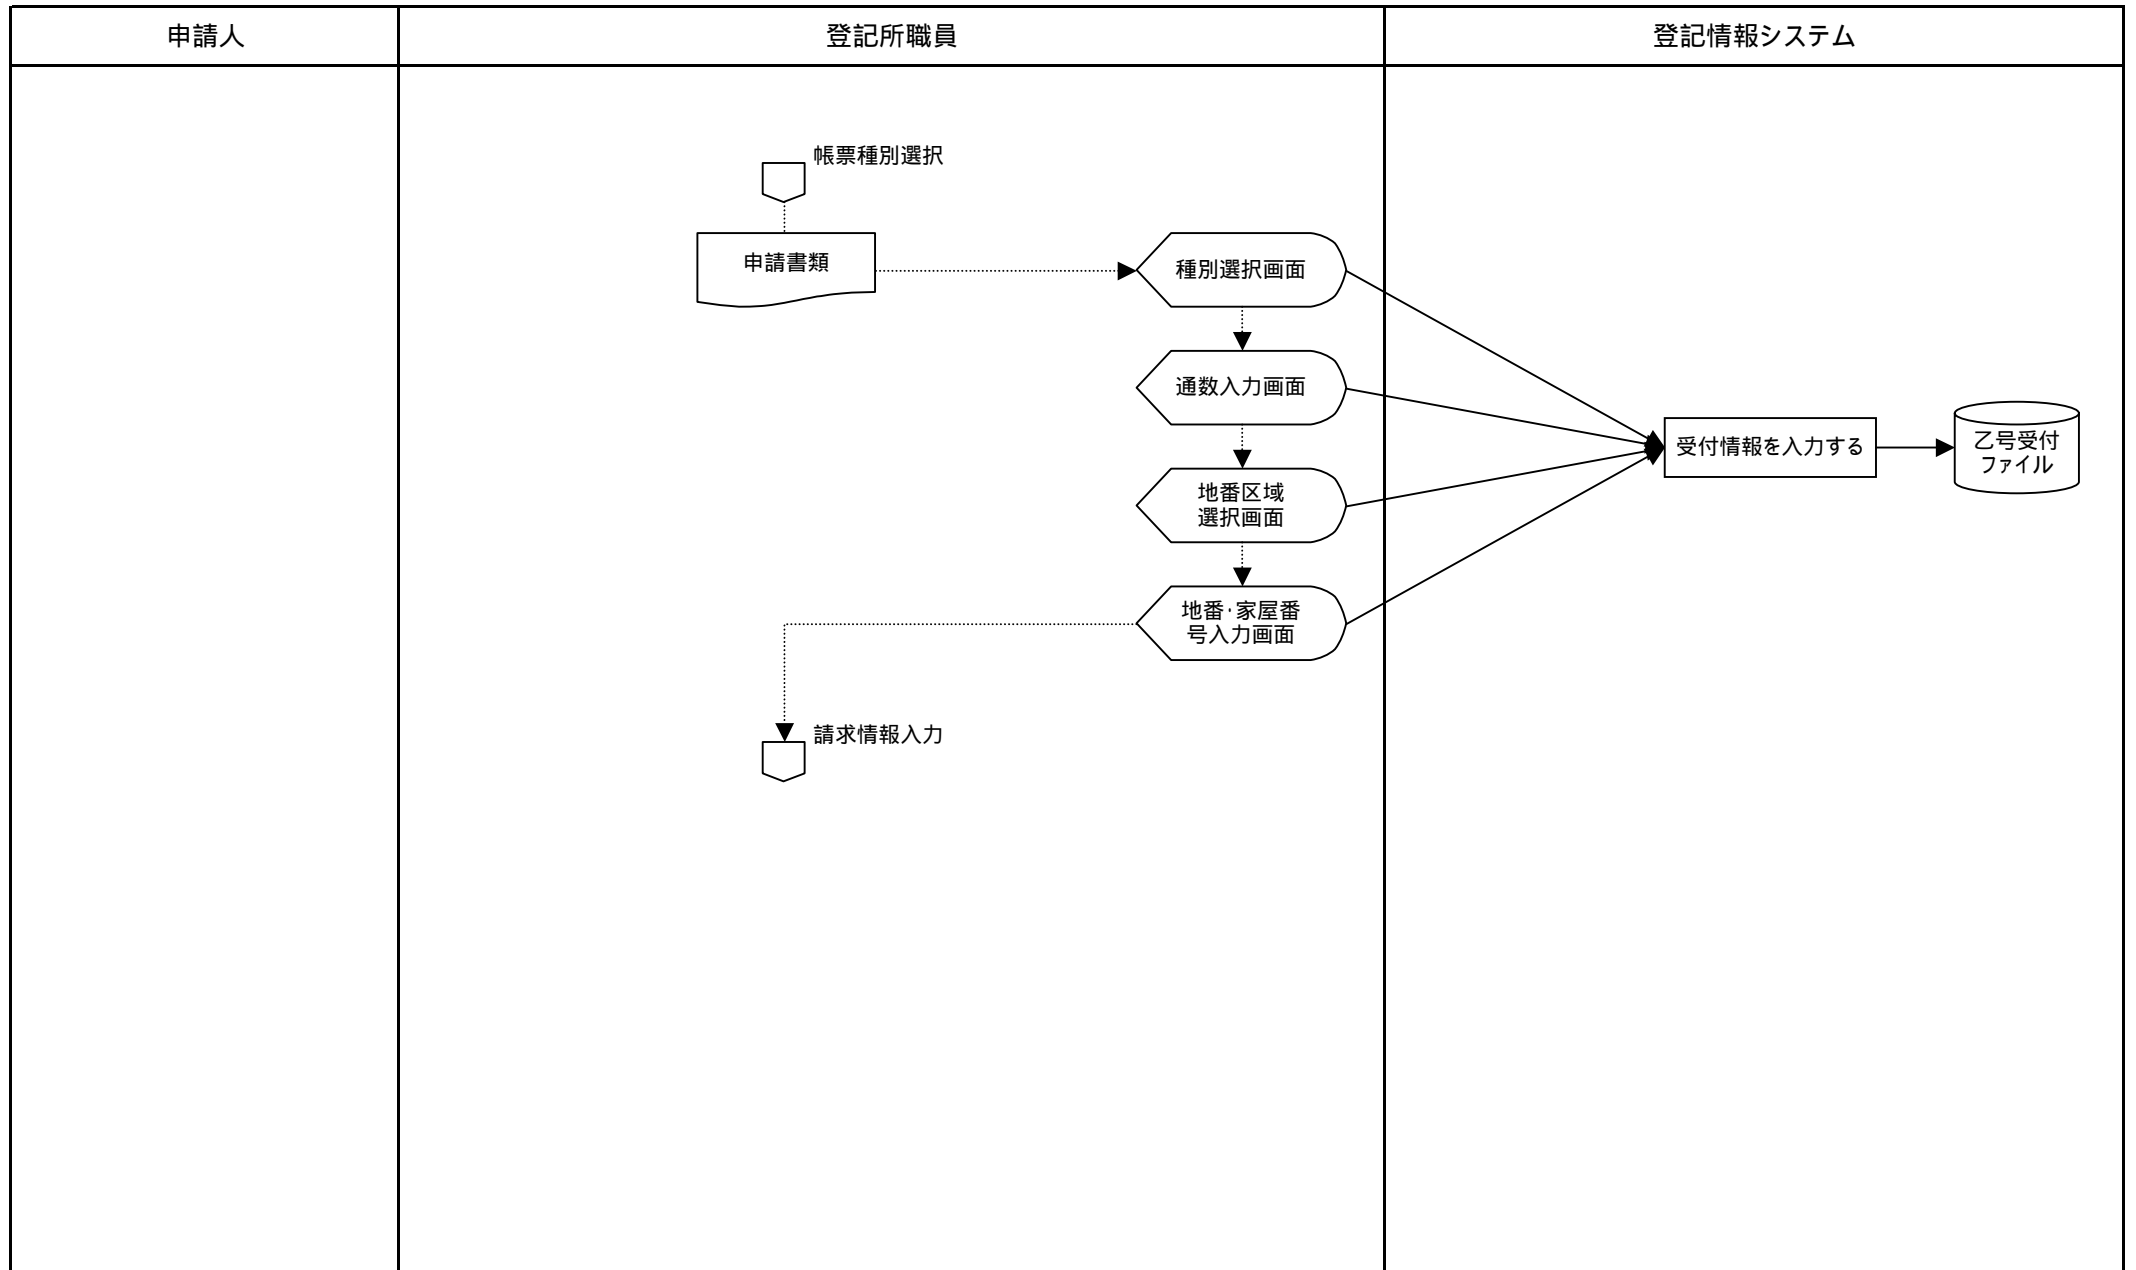 申請人
登記所職員
登記情報システム
帳票種別選択
申請書類
種別選択画面
通数入力画面
受付情報を入力する
乙号受付
ファイル
地番区域
選択画面
地番・家屋番
号入力画面
請求情報入力